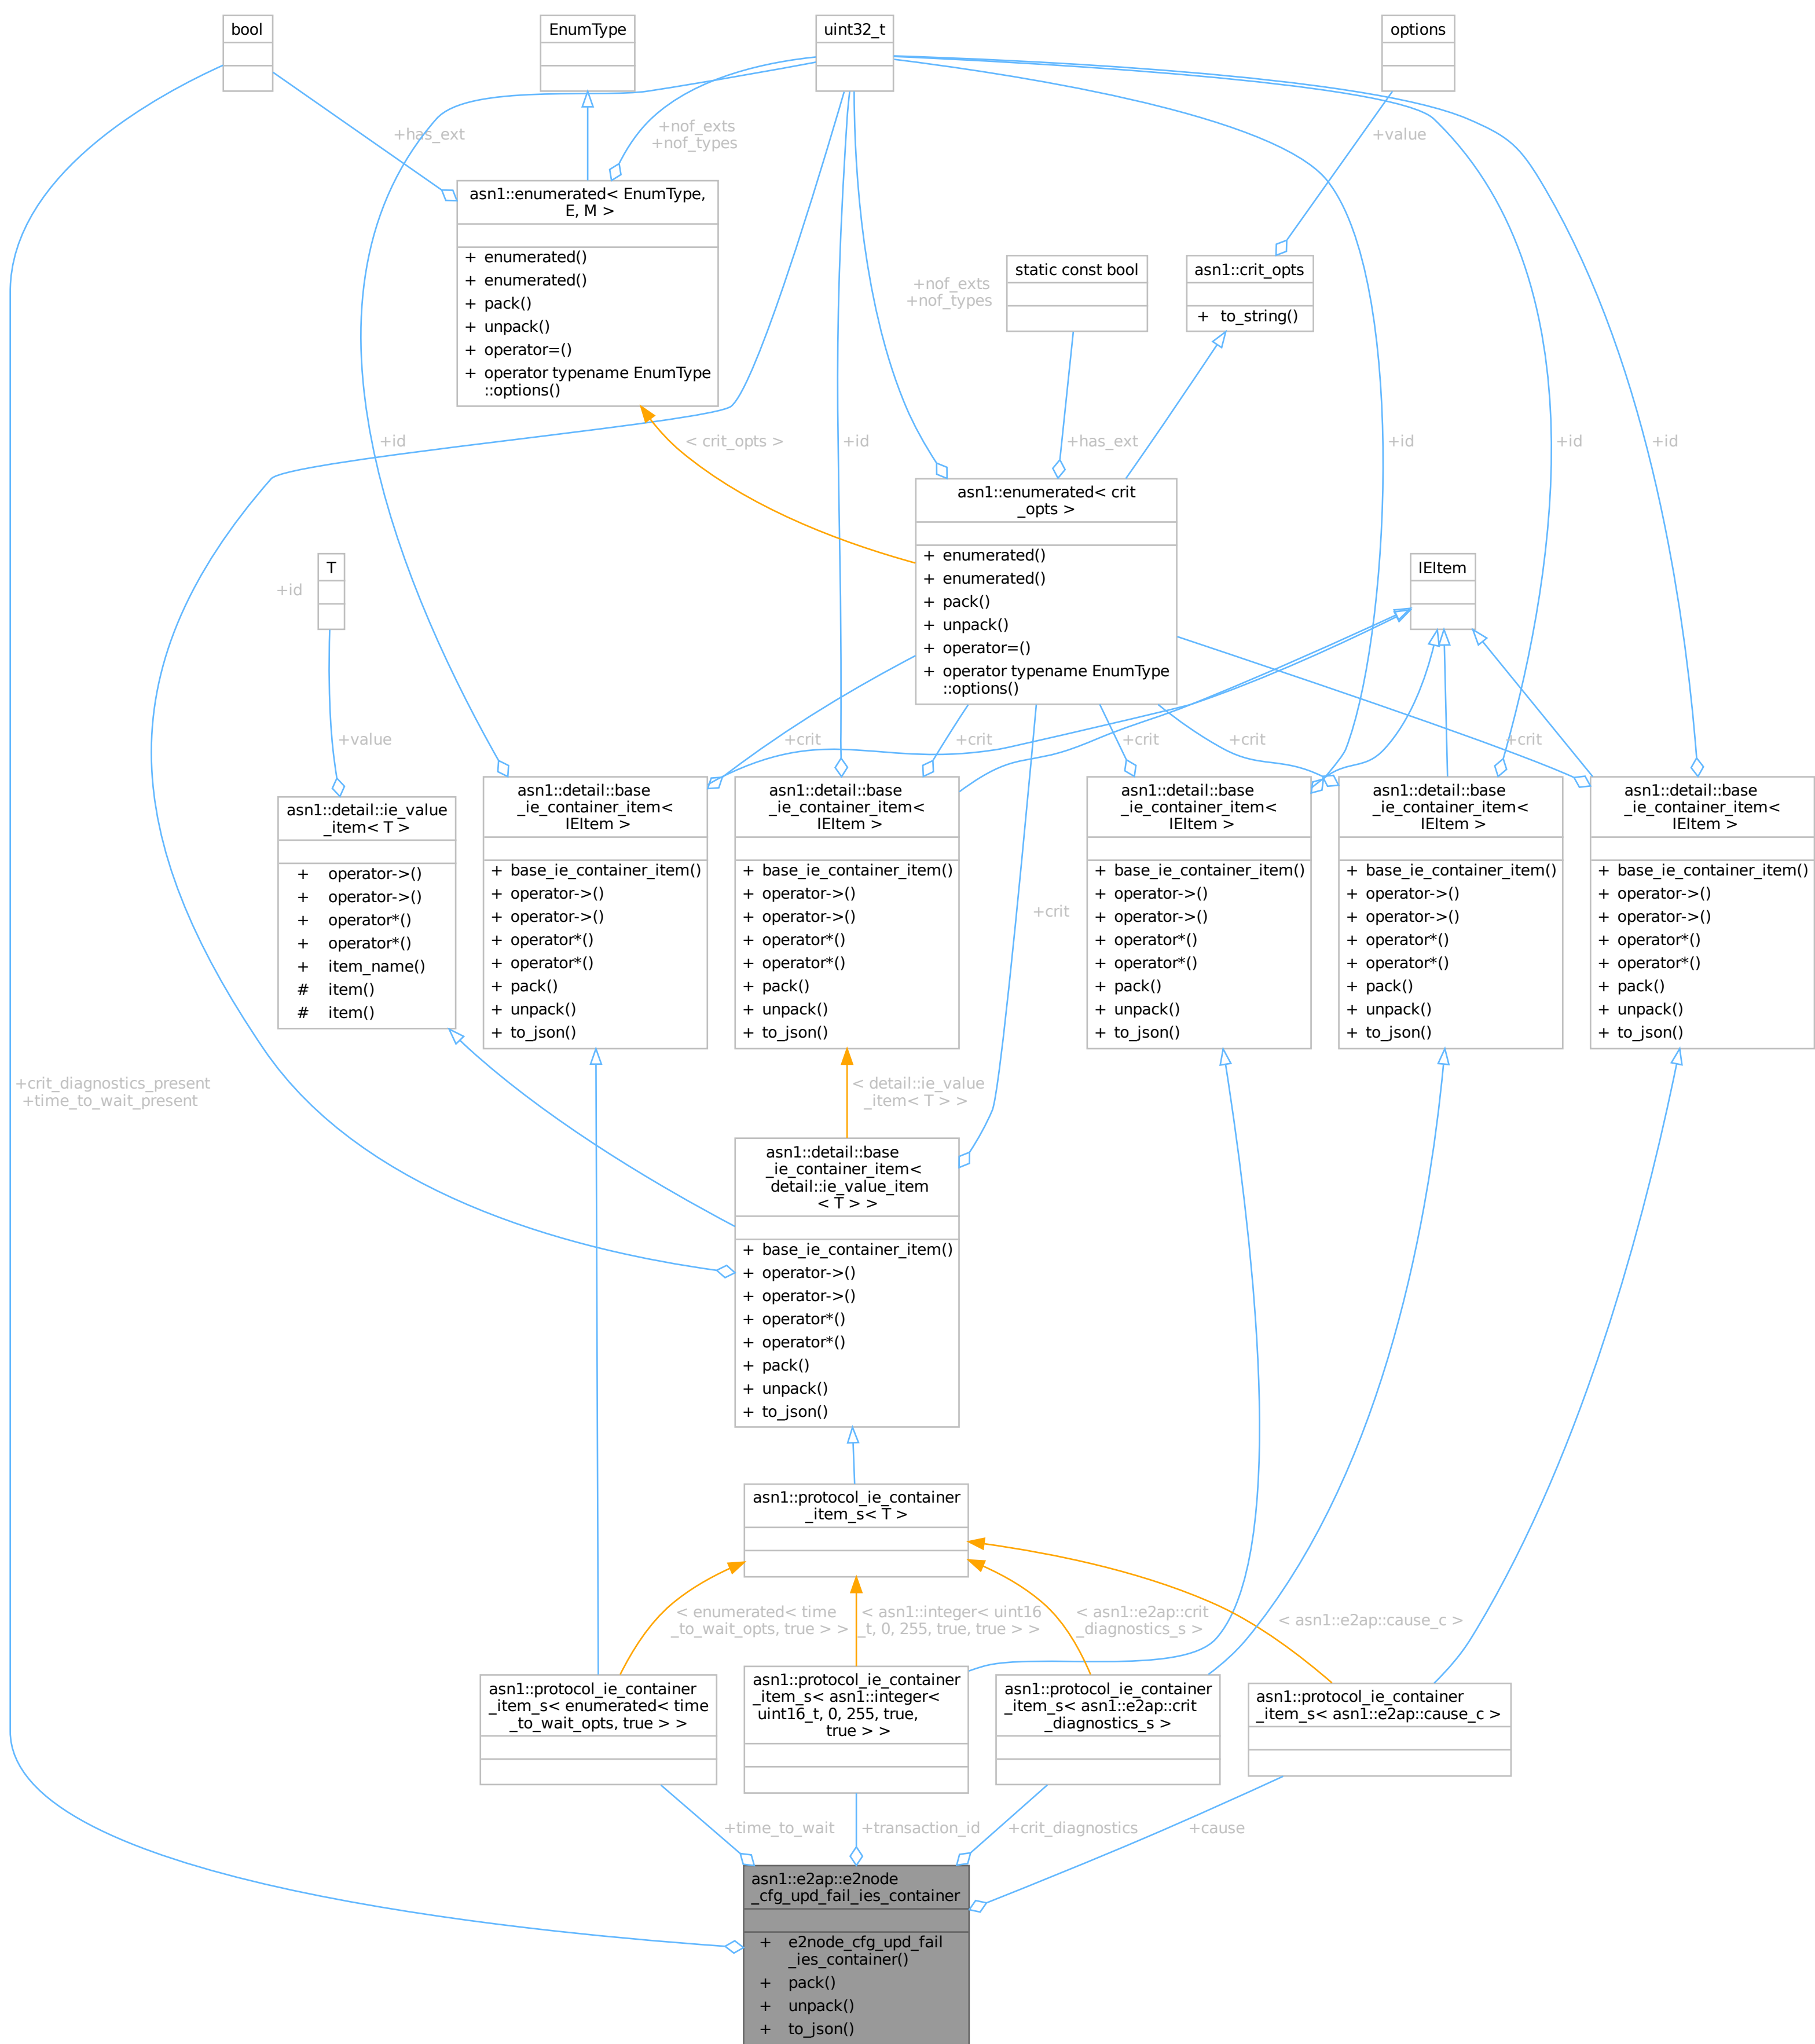 bool
EnumType
uint32_t
options
+has_ext
+nof_exts
+nof_types
+value
asn1::enumerated< EnumType,
E, M >
+ enumerated()
+ enumerated()
+ pack()
+ unpack()
+ operator=()
+ operator typename EnumType
::options()
+nof_exts
+nof_types
static const bool
asn1::crit_opts
+ to_string()
+id
< crit_opts >
+id
+has_ext
+id
+id
+id
asn1::enumerated< crit
_opts >
+ enumerated()
+ enumerated()
+ pack()
+ unpack()
+ operator=()
+ operator typename EnumType
::options()
+id
T
IEItem
+value
+crit
+crit
+crit
+crit
+crit
asn1::detail::ie_value
_item< T >
+ operator->()
+ operator->()
+ operator*()
+ operator*()
+ item_name()
# item()
# item()
asn1::detail::base
_ie_container_item<
IEItem >
+ base_ie_container_item()
+ operator->()
+ operator->()
+ operator*()
+ operator*()
+ pack()
+ unpack()
+ to_json()
asn1::detail::base
_ie_container_item<
IEItem >
+ base_ie_container_item()
+ operator->()
+ operator->()
+ operator*()
+ operator*()
+ pack()
+ unpack()
+ to_json()
+crit
asn1::detail::base
_ie_container_item<
IEItem >
+ base_ie_container_item()
+ operator->()
+ operator->()
+ operator*()
+ operator*()
+ pack()
+ unpack()
+ to_json()
asn1::detail::base
_ie_container_item<
IEItem >
+ base_ie_container_item()
+ operator->()
+ operator->()
+ operator*()
+ operator*()
+ pack()
+ unpack()
+ to_json()
asn1::detail::base
_ie_container_item<
IEItem >
+ base_ie_container_item()
+ operator->()
+ operator->()
+ operator*()
+ operator*()
+ pack()
+ unpack()
+ to_json()
+crit_diagnostics_present
+time_to_wait_present
< detail::ie_value
_item< T > >
asn1::detail::base
_ie_container_item<
detail::ie_value_item
< T > >
+ base_ie_container_item()
+ operator->()
+ operator->()
+ operator*()
+ operator*()
+ pack()
+ unpack()
+ to_json()
asn1::protocol_ie_container
_item_s< T >
< enumerated< time
_to_wait_opts, true > >
< asn1::integer< uint16
_t, 0, 255, true, true > >
< asn1::e2ap::crit
_diagnostics_s >
< asn1::e2ap::cause_c >
asn1::protocol_ie_container
_item_s< enumerated< time
_to_wait_opts, true > >
asn1::protocol_ie_container
_item_s< asn1::integer<
uint16_t, 0, 255, true,
true > >
asn1::protocol_ie_container
_item_s< asn1::e2ap::crit
_diagnostics_s >
asn1::protocol_ie_container
_item_s< asn1::e2ap::cause_c >
+time_to_wait
+transaction_id
+crit_diagnostics
+cause
asn1::e2ap::e2node
_cfg_upd_fail_ies_container
+ e2node_cfg_upd_fail
_ies_container()
+ pack()
+ unpack()
+ to_json()